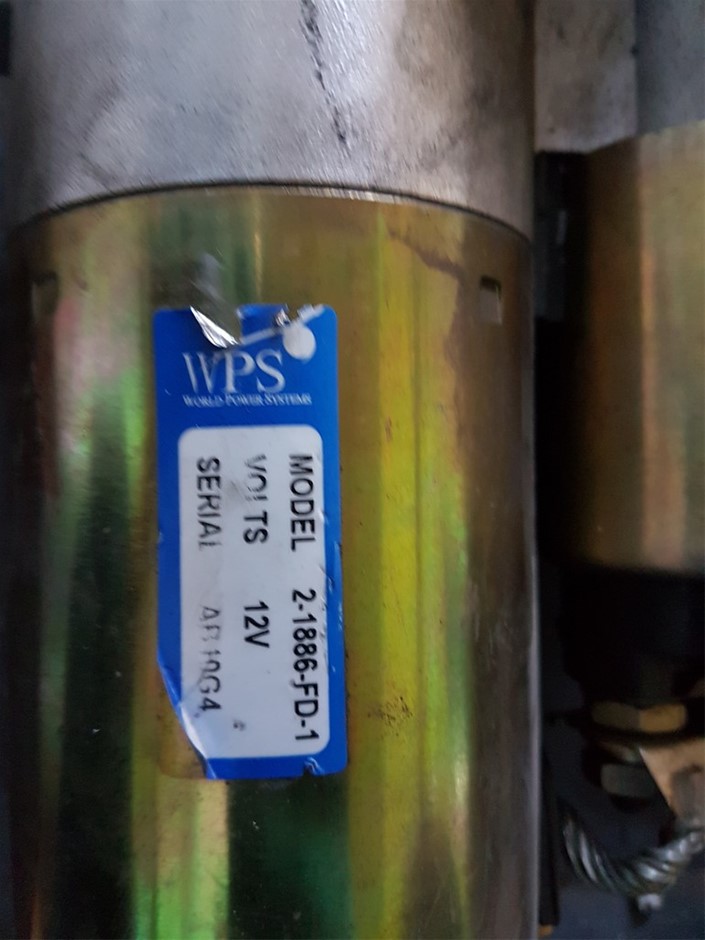 WPS
WORLD POWER SYSTEMS
MODEL 2-1886-FD-1
VOLTS 12V
SERIAL